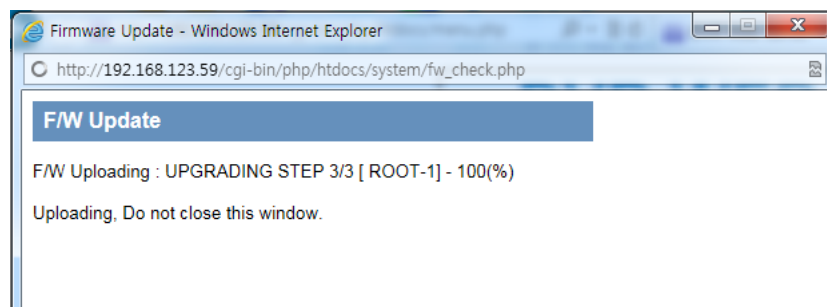 Firmware Update - Windows Internet Explorer
http://192.168.123.59/cgi-bin/php/htdocs/system/fw_check.php
F/W Update
F/W Uploading : UPGRADING STEP 3/3 [ ROOT-1] - 100(%)
Uploading, Do not close this window.